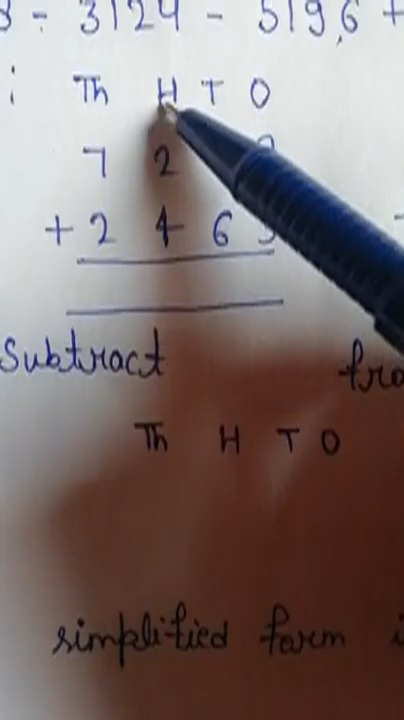 - 3124 - 5196 +
: Th H T O
7 2
+ 2 4 6
Subtract
Th H T O
simplified form